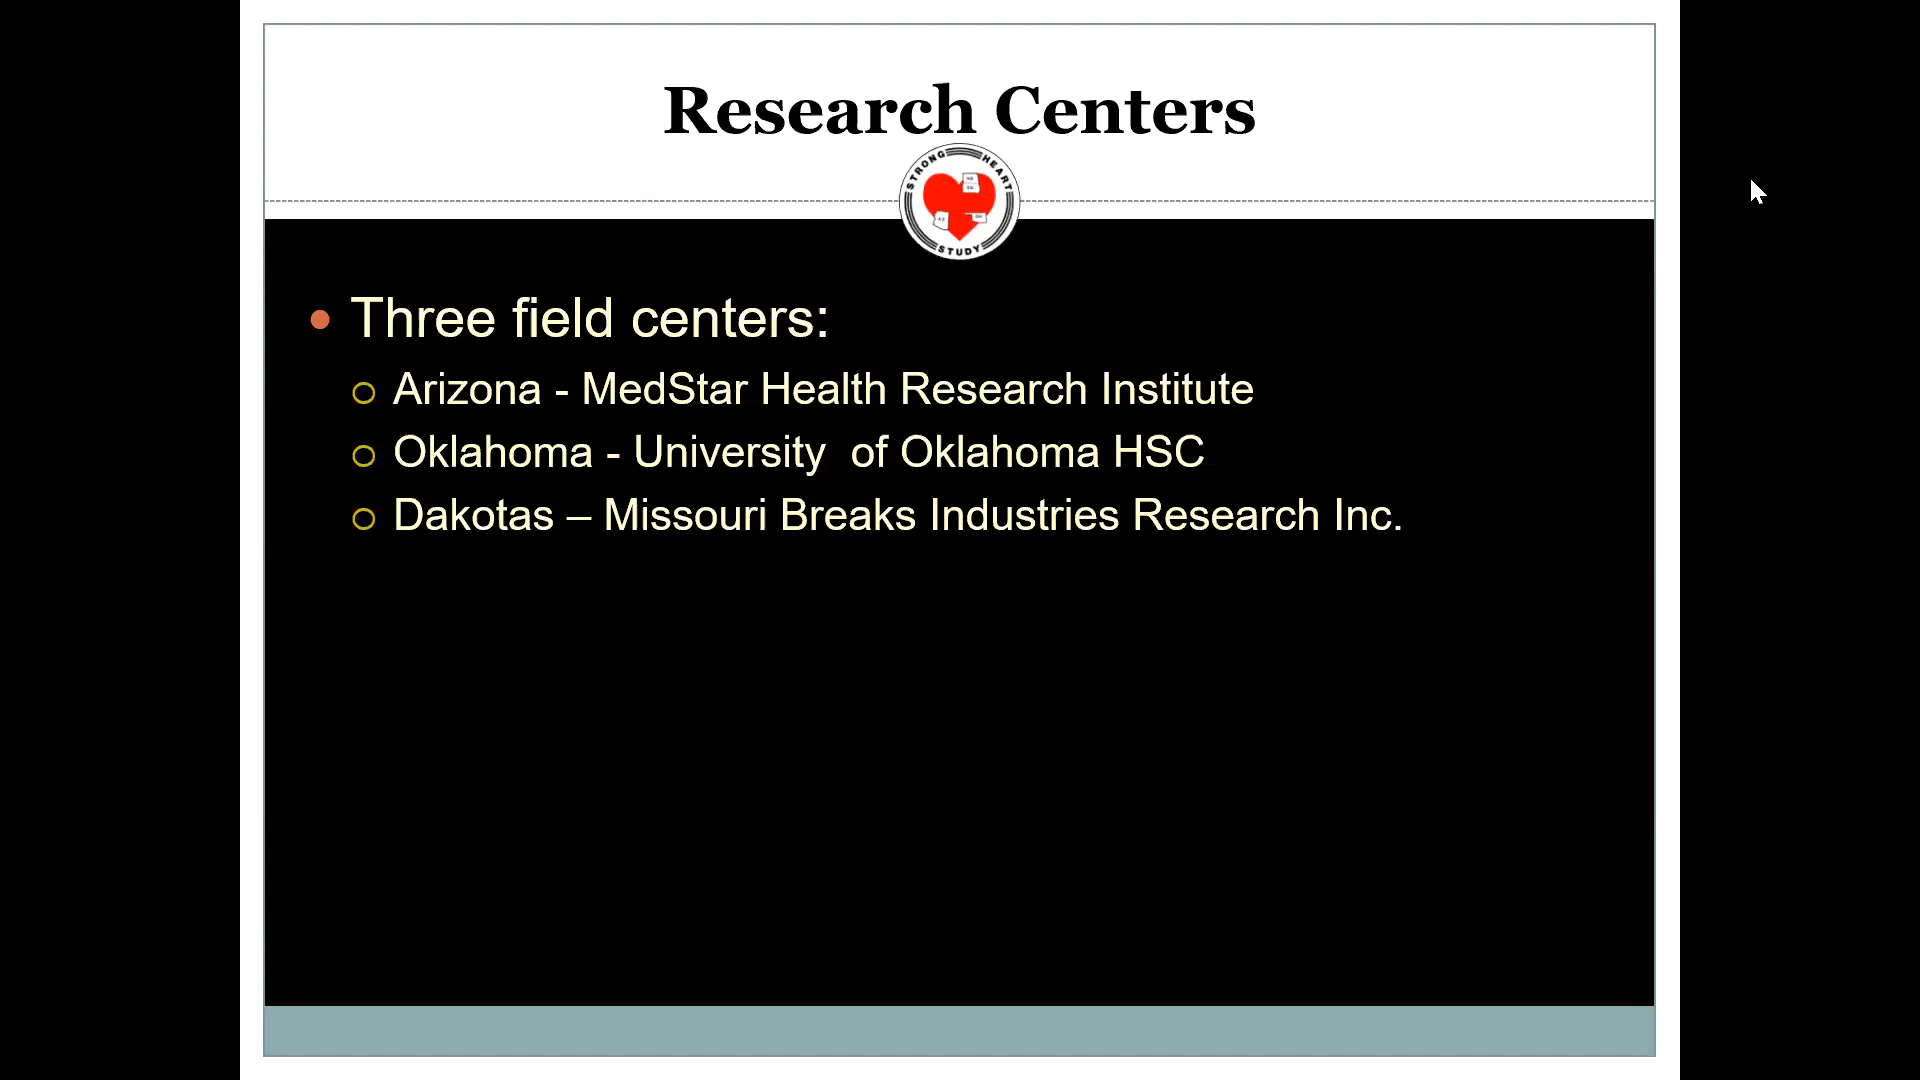 Research Centers
STRONG HEART STUDY
Three field centers:
Arizona - MedStar Health Research Institute
Oklahoma - University  of Oklahoma HSC
Dakotas – Missouri Breaks Industries Research Inc.